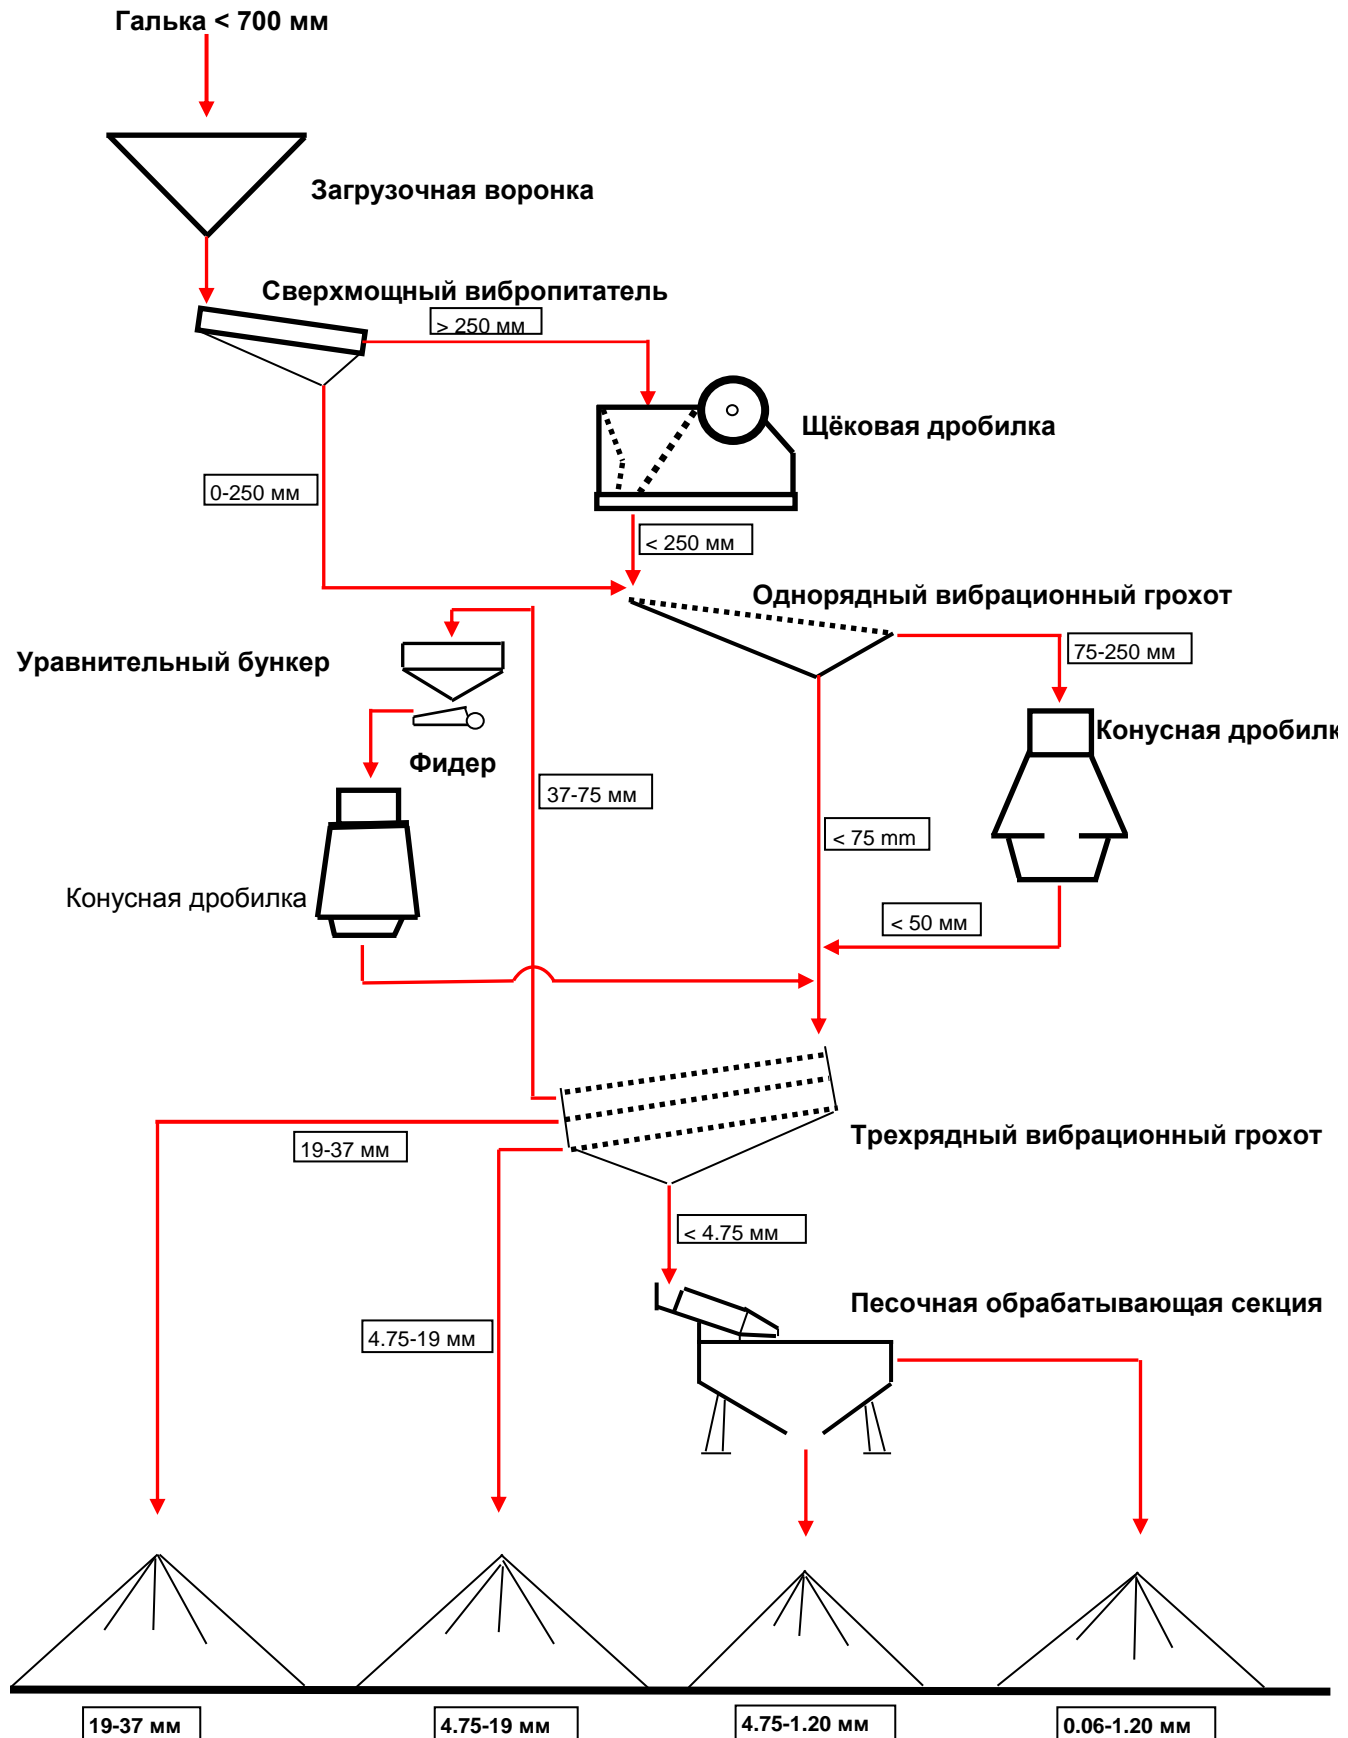 Галька < 700 мм
Загрузочная воронка
Сверхмощный вибропитатель
> 250 мм
Щёковая дробилка
0-250 мм
< 250 мм
Однорядный вибрационный грохот
75-250 мм
Уравнительный бункер
Конусная дробилк
Фидер
37-75 мм
< 75 mm
Конусная дробилка
< 50 мм
Трехрядный вибрационный грохот
19-37 мм
< 4.75 мм
Песочная обрабатывающая секция
4.75-19 мм
19-37 мм
4.75-19 мм
4.75-1.20 мм
0.06-1.20 мм